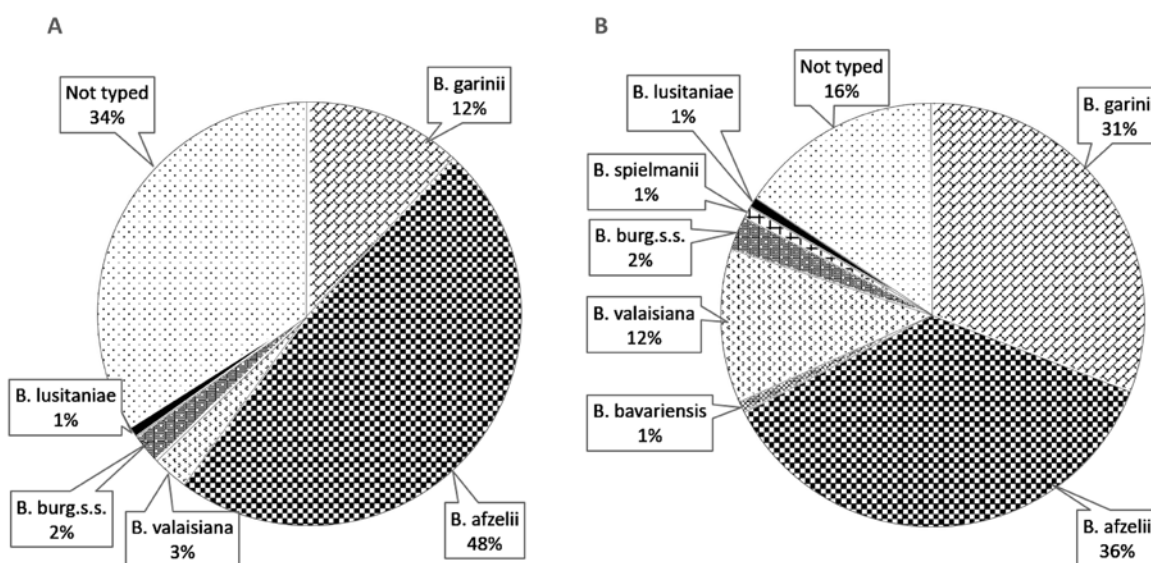 A
Not typed
34%
B. garinii
12%
B. lusitaniae
1%
B. burg.s.s.
2%
B. valaisiana
3%
B. afzelii
48%
B
Not typed
16%
B. lusitaniae
1%
B. garinii
31%
B. spielmanii
1%
B. burg.s.s.
2%
B. valaisiana
12%
B. bavariensis
1%
B. afzelii
36%